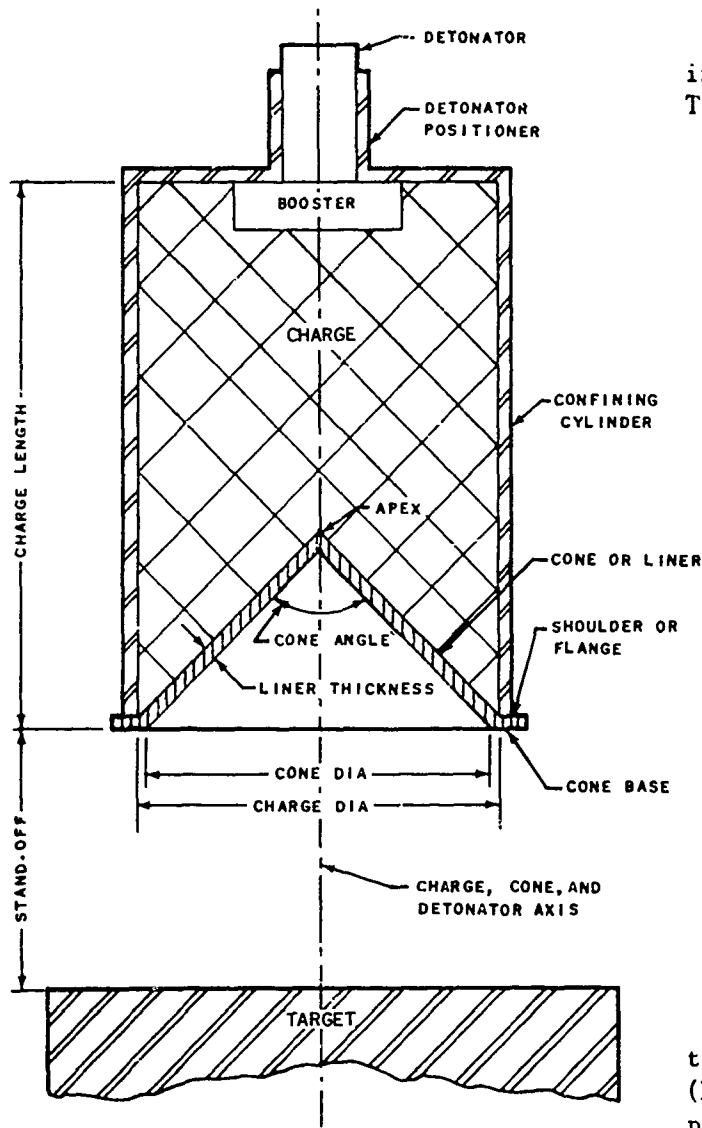 DETONATOR
DETONATOR
POSITIONER
BOOSTER
CHARGE
CONFINING
CYLINDER
CHARGE LENGTH
APEX
CONE OR LINER
CONE ANGLE
SHOULDER OR
FLANGE
LINER THICKNESS
CONE DIA
CONE BASE
CHARGE DIA
STAND-OFF
CHARGE, CONE, AND
DETONATOR AXIS
TARGET